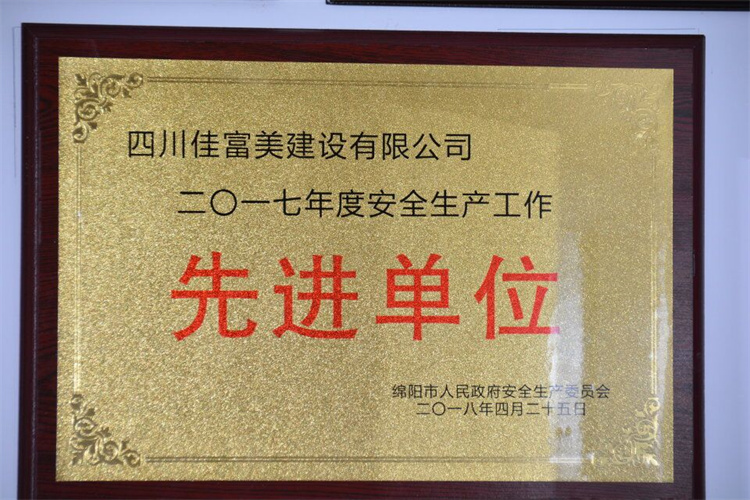 四川佳富美建设有限公司
二〇一七年度安全生产工作
先进单位
绵阳市人民政府安全生产委员会
二〇一八年四月二十五日